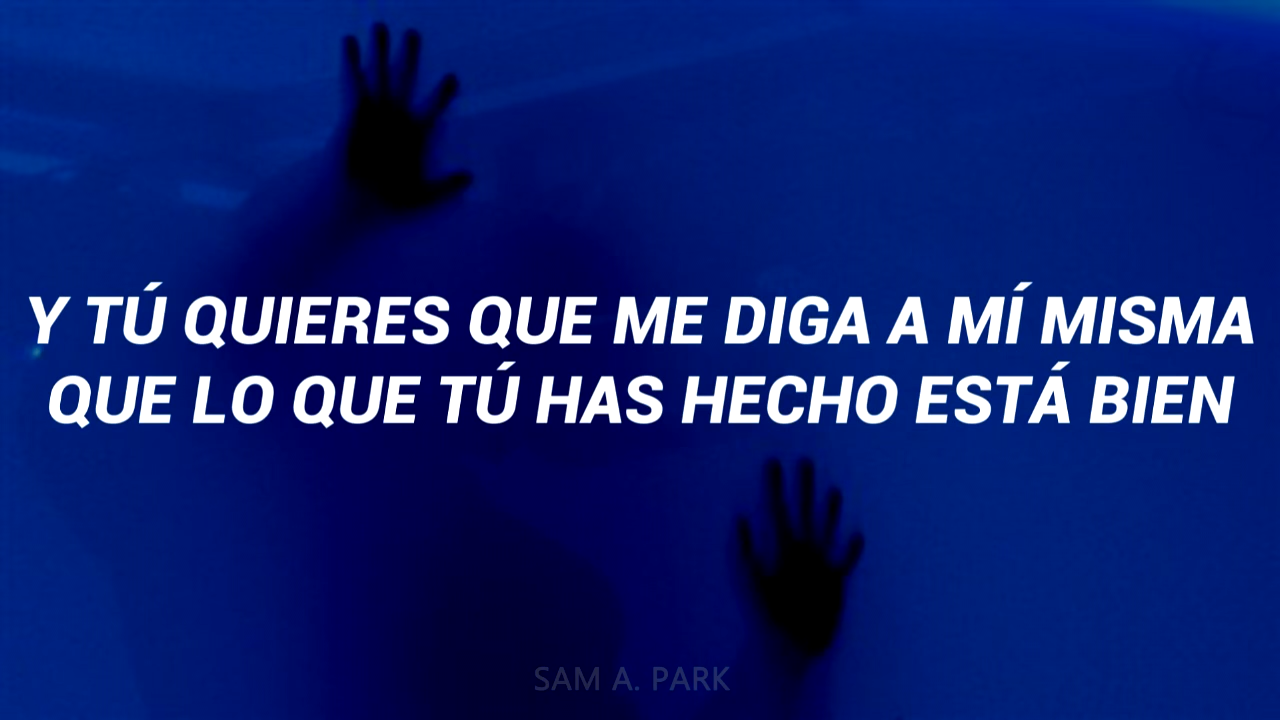 Y TÚ QUIERES QUE ME DIGA A MÍ MISMA
QUE LO QUE TÚ HAS HECHO ESTÁ BIEN
SAM A. PARK